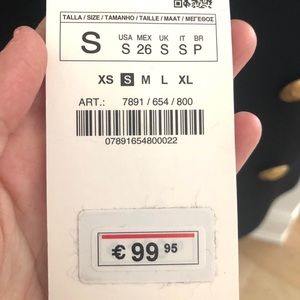 TALLA / SIZE / TAMANHO / TAILLE / MAAT / ΜΕΓΕΘΟΣ
S
USA MEX UK IT BR
S 26 S S P
XS S M L XL
ART.: 7891 / 654 / 800
07891654800022
€ 99 95